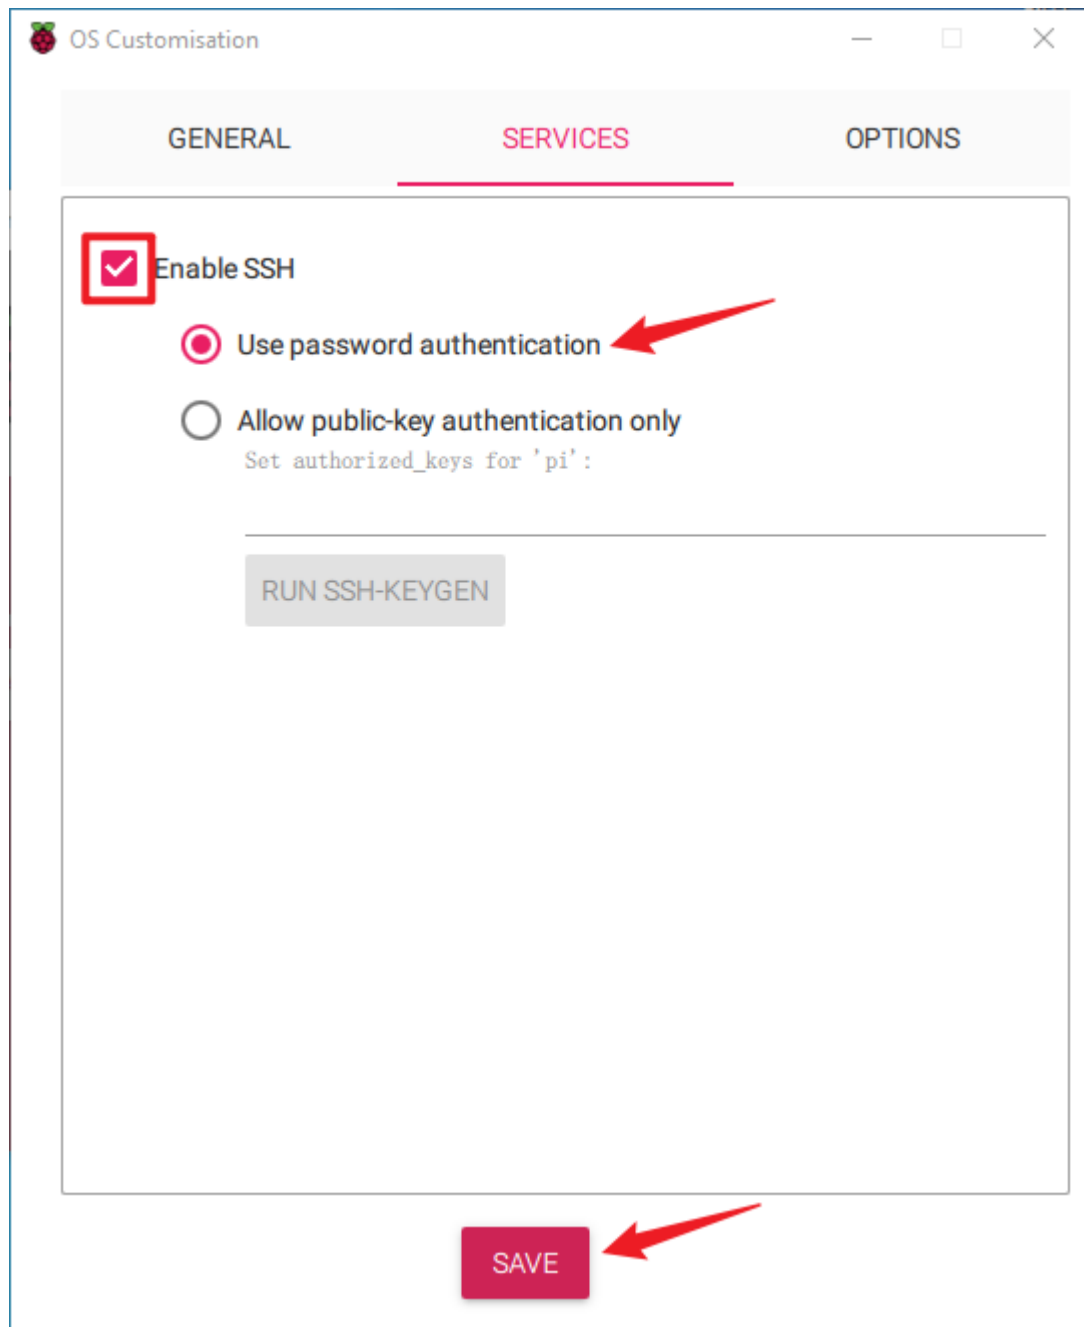 OS Customisation
GENERAL SERVICES OPTIONS
Enable SSH
Use password authentication
Allow public-key authentication only
Set authorized_keys for 'pi':
RUN SSH-KEYGEN
SAVE